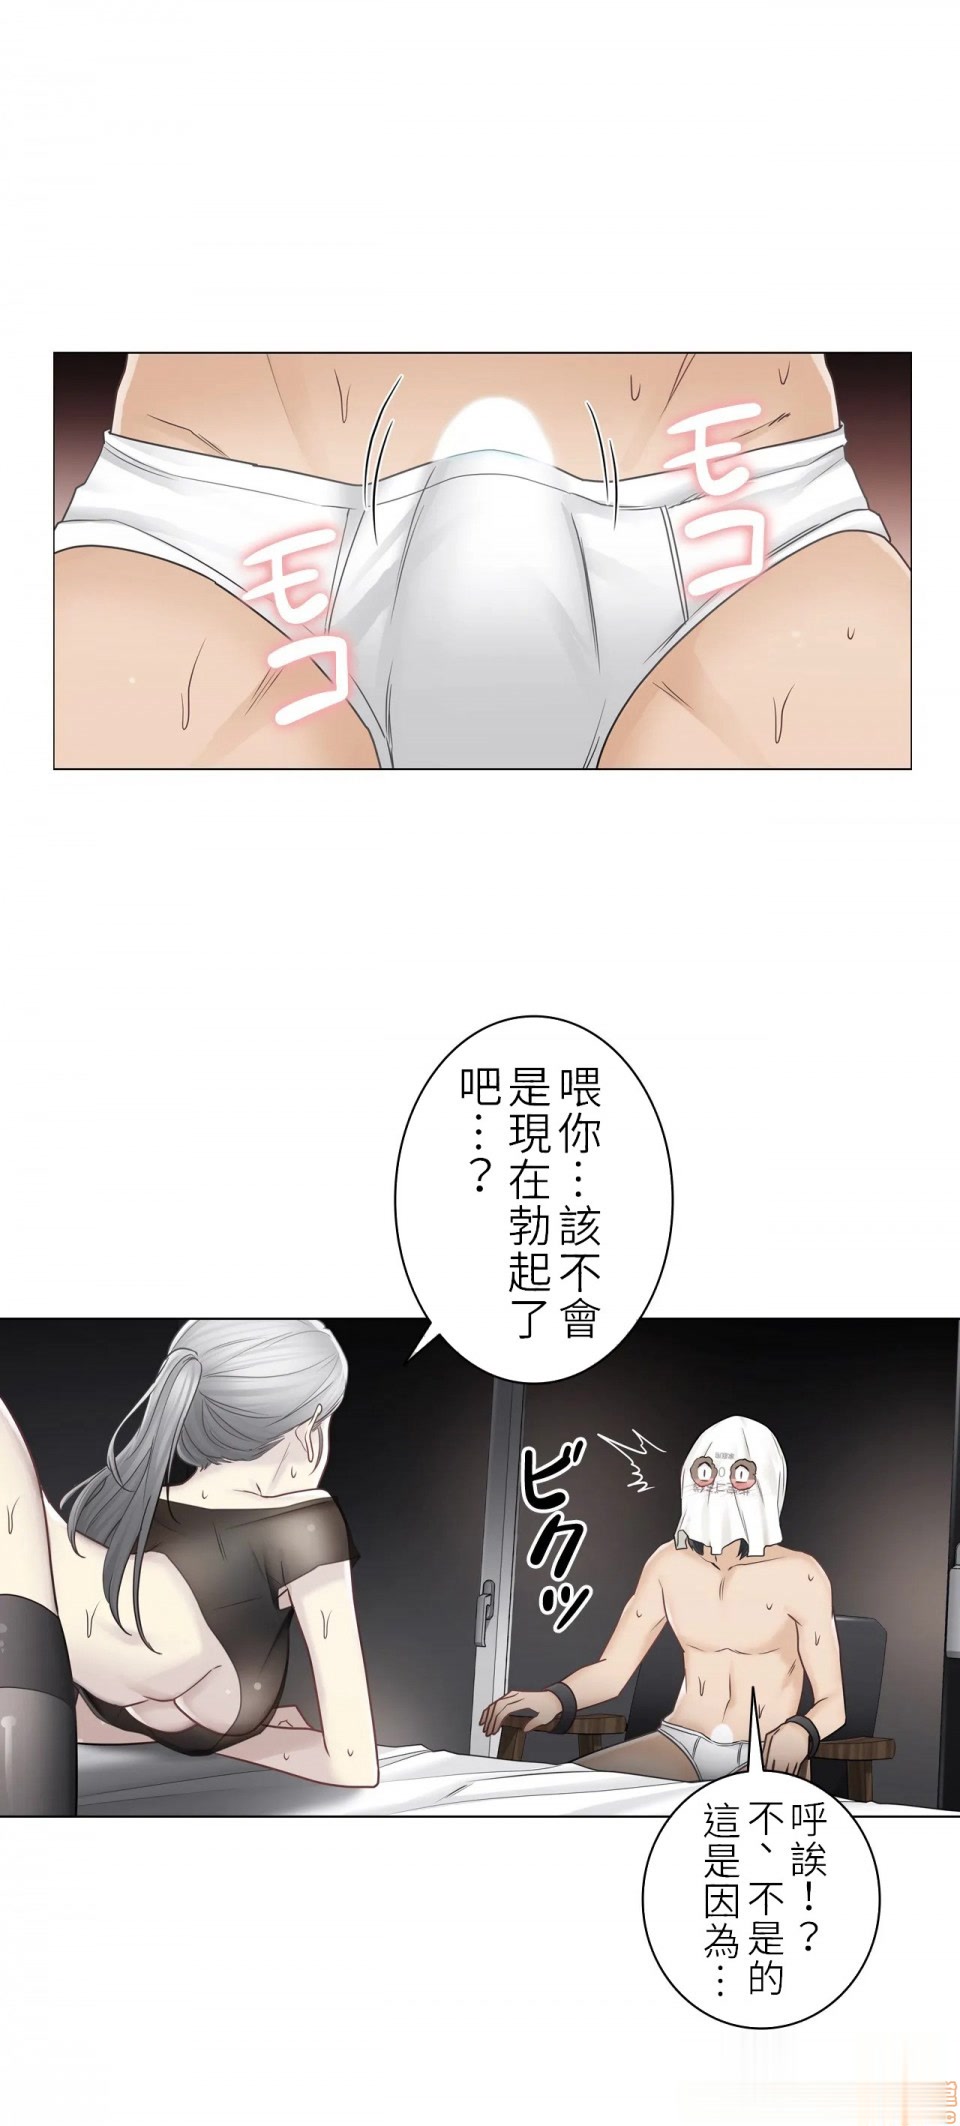 モコ
モコ
喂你…該不會
是現在勃起了
吧…？
ビクッ
呼誒！？
不、不是的
這是因為…